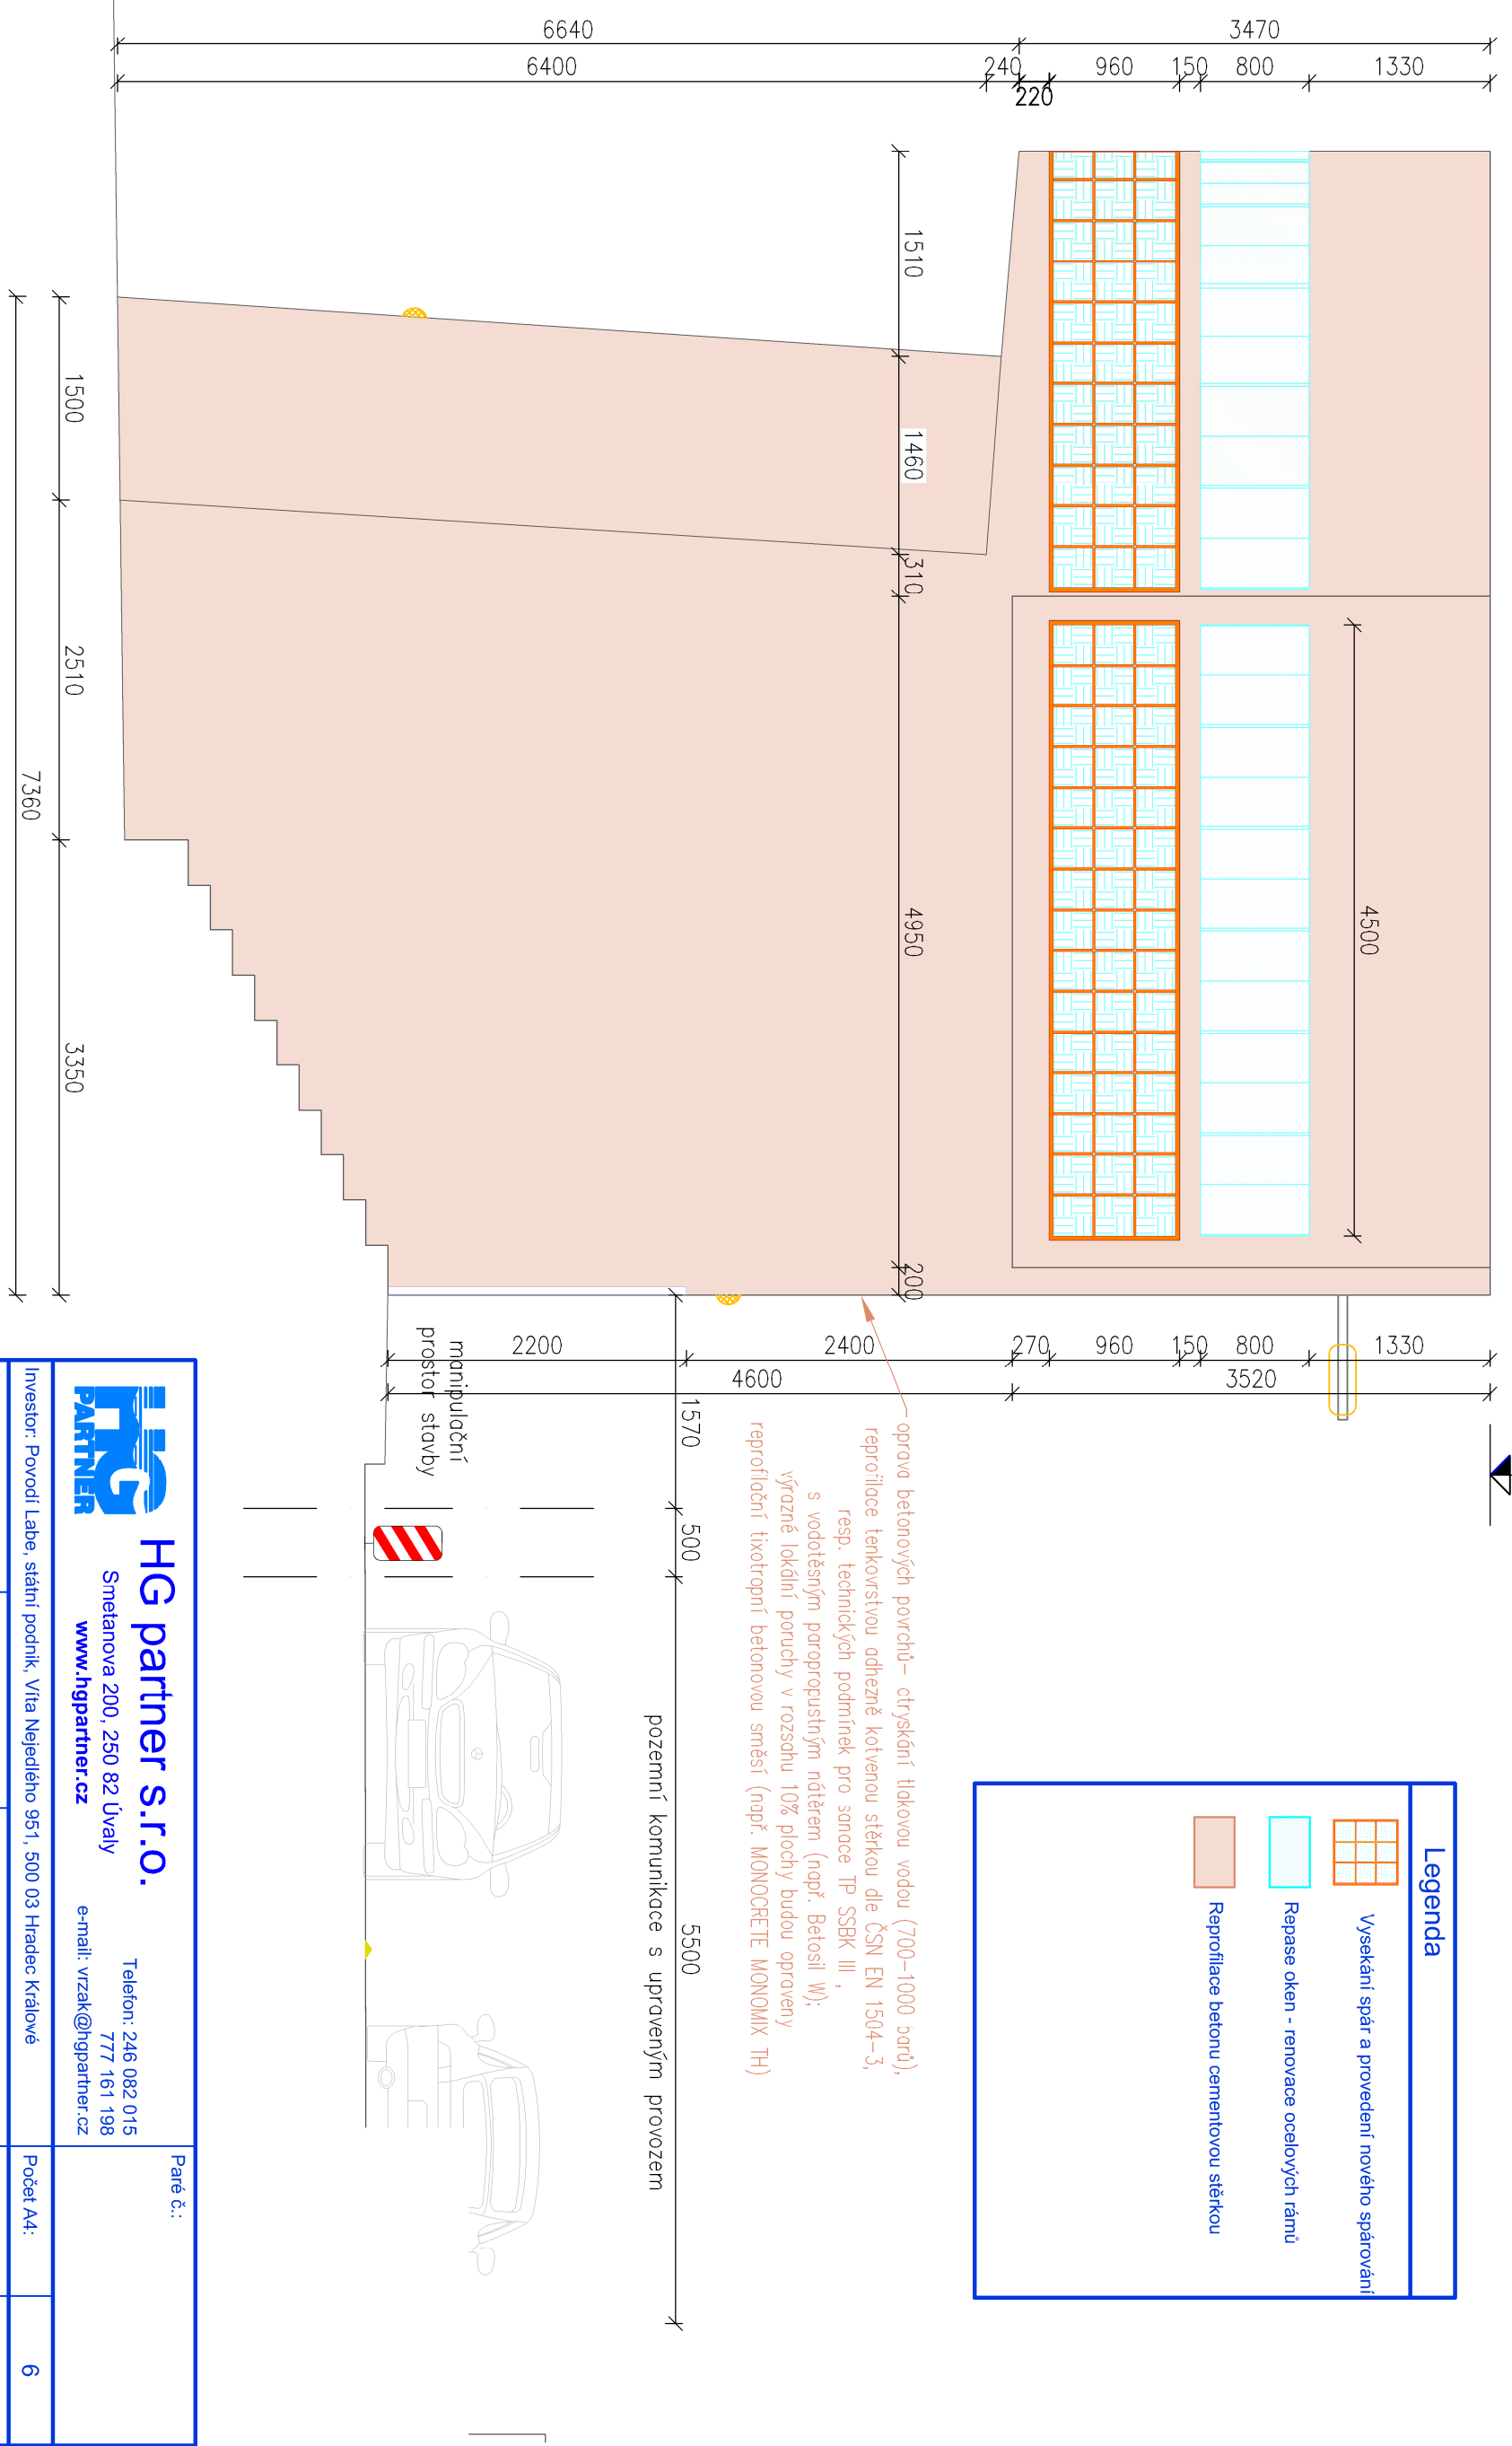 6640
3470
6400
240
220
960
150
800
1330
1510
1460
310
4950
200
4500
1500
2510
3350
7360
2200
2400
270
960
150
800
1330
4600
3520
1570
500
5500
manipulační
prostor stavby
pozemní komunikace s upraveným provozem
oprava betonových povrchů- otryskání tlakovou vodou (700-1000 barů),
reprofilace tenkovrstvou adhezně kotvenou stěrkou dle ČSN EN 1504-3,
resp. technických podmínek pro sanace TP SSBK III ,
s vodotěsným paropropustným nátěrem (např. Betosil W);
výrazné lokální poruchy v rozsahu 10% plochy budou opraveny
reprofilační tixotropní betonovou směsí (např. MONOCRETE MONOMIX TH)
Legenda
Vysekání spár a provedení nového spárování
Repase oken - renovace ocelových rámů
Reprofilace betonu cementovou stěrkou
HG
PARTNER
HG partner s.r.o.
Smetanova 200, 250 82 Úvaly
www.hgpartner.cz
Telefon: 246 082 015
777 161 198
e-mail: vrzak@hgpartner.cz
Paré č.:
Investor: Povodí Labe, státní podnik, Víta Nejedlého 951, 500 03 Hradec Králové
Počet A4:
6